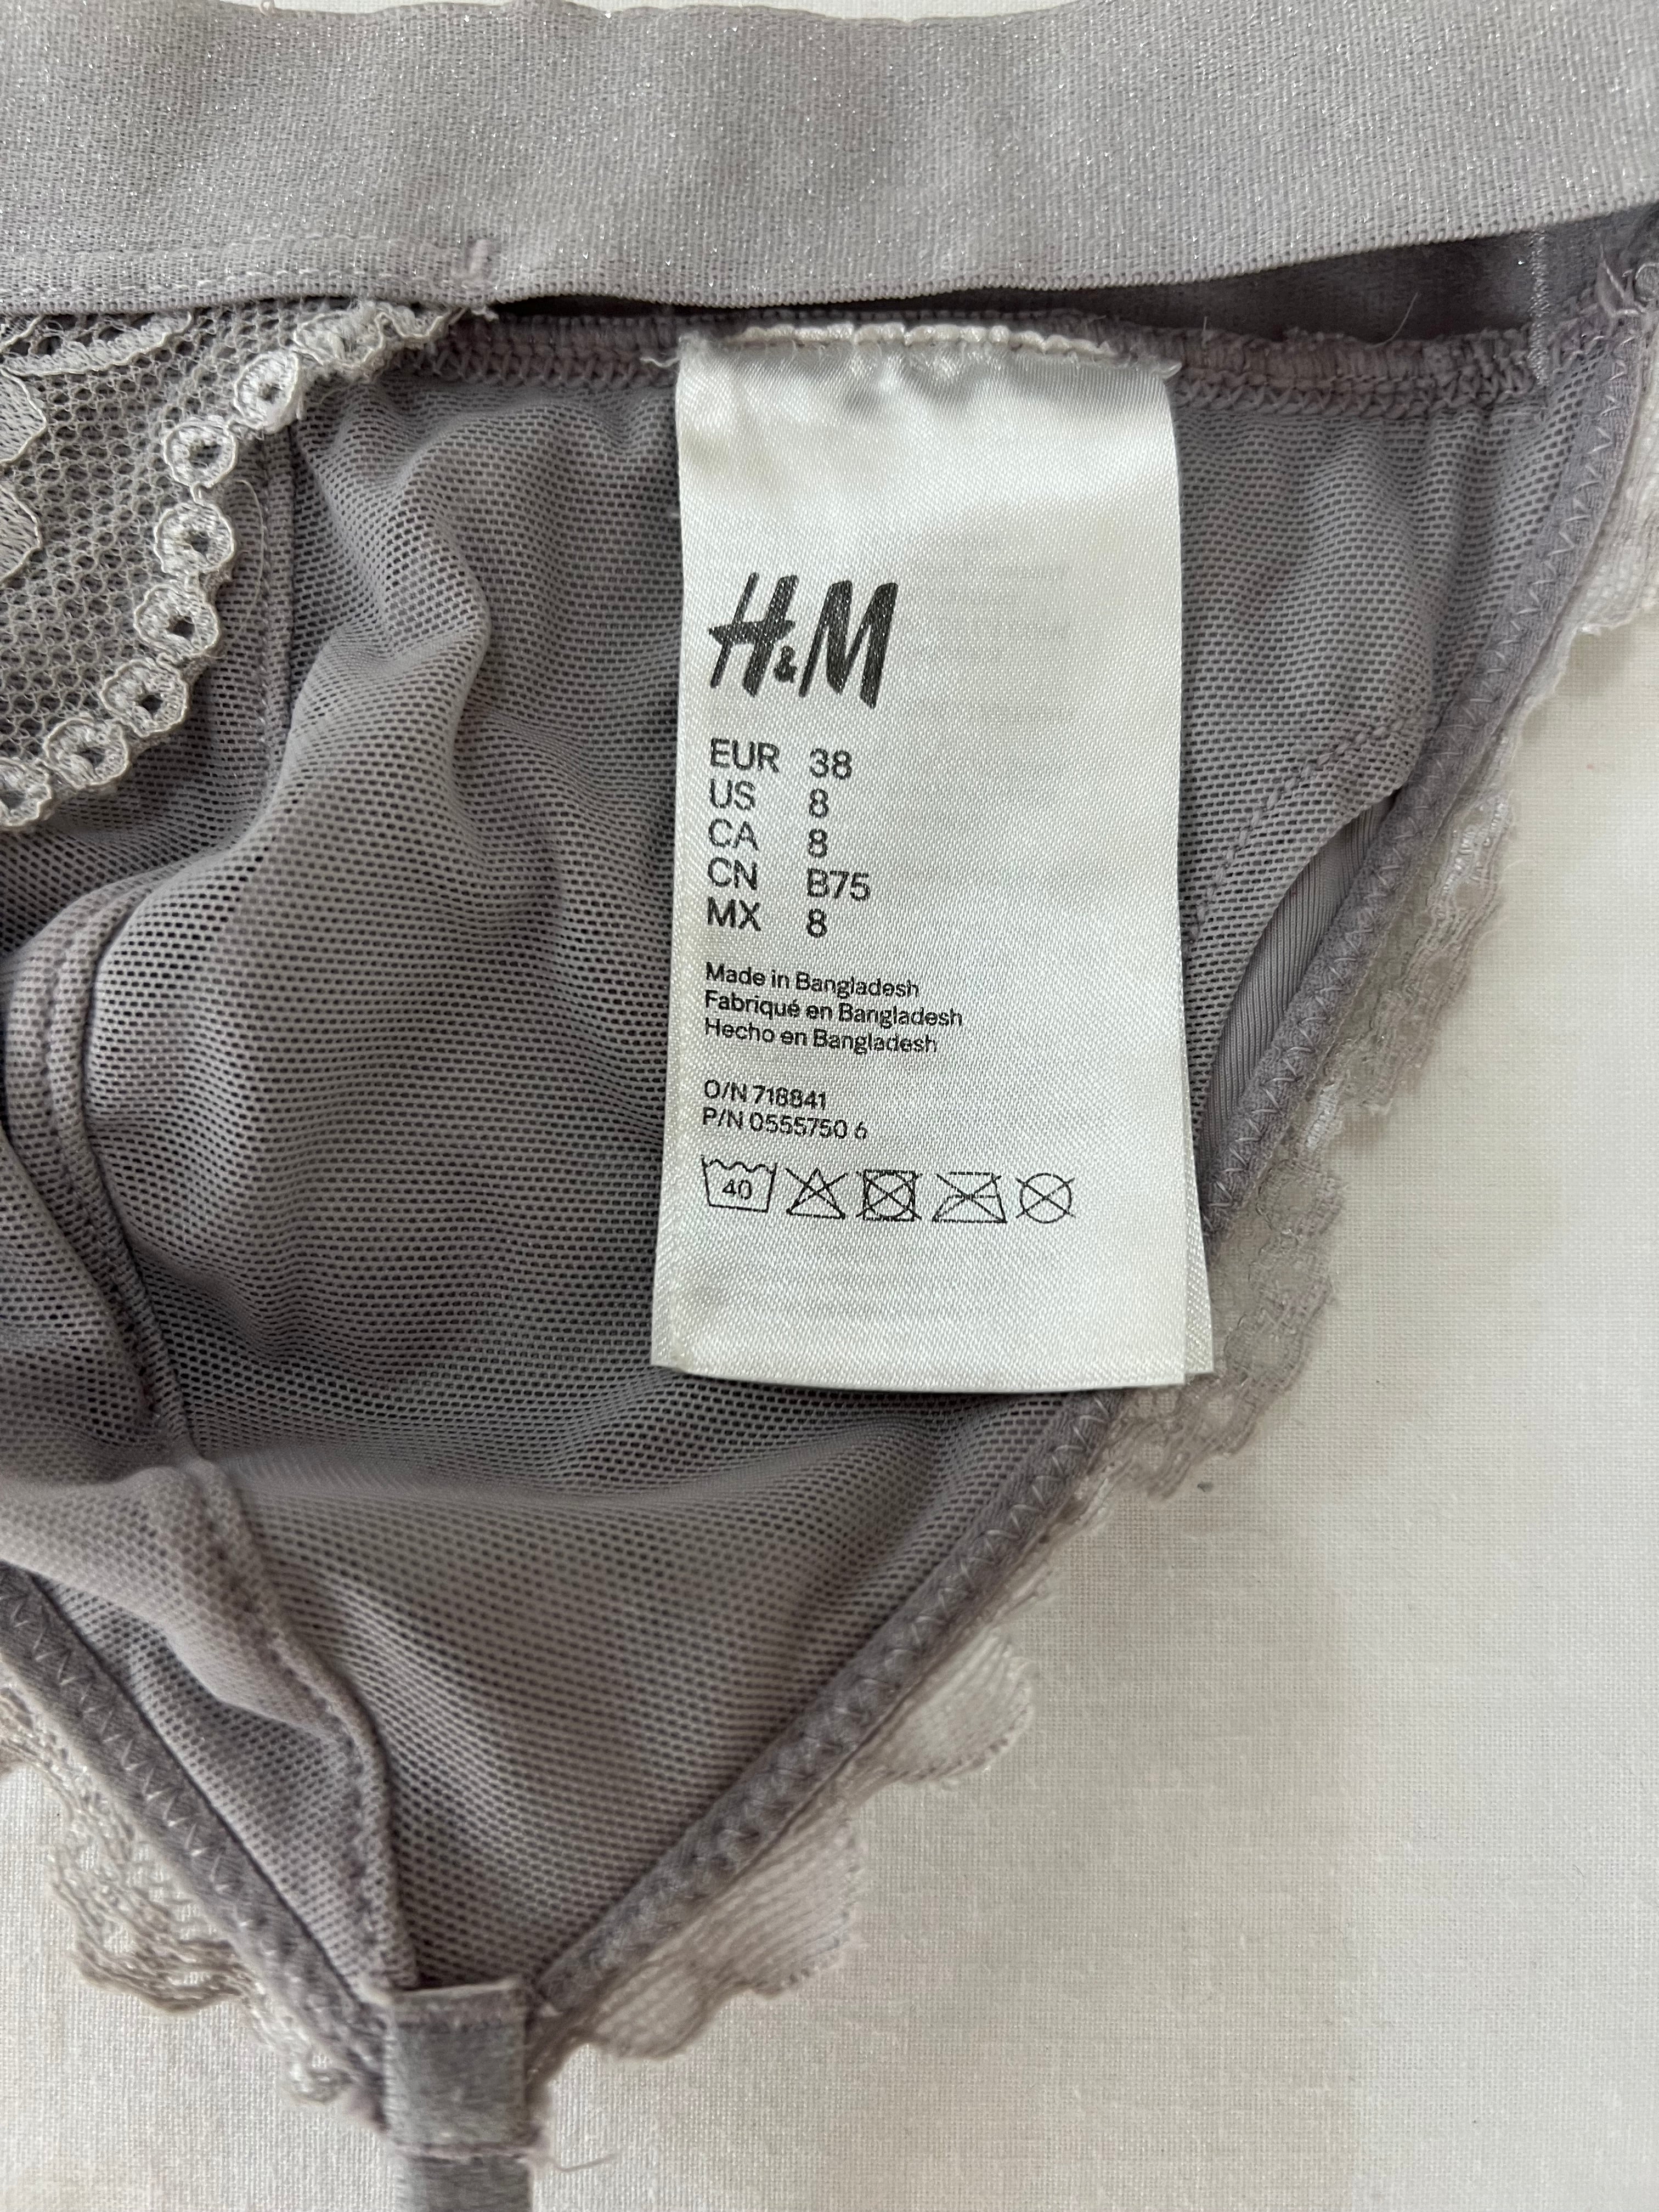 H&M
EUR 38
US 8
CA 8
CN B75
MX 8
Made in Bangladesh
Fabriqué en Bangladesh
Hecho en Bangladesh
O/N 718841
P/N 0555750 6
40